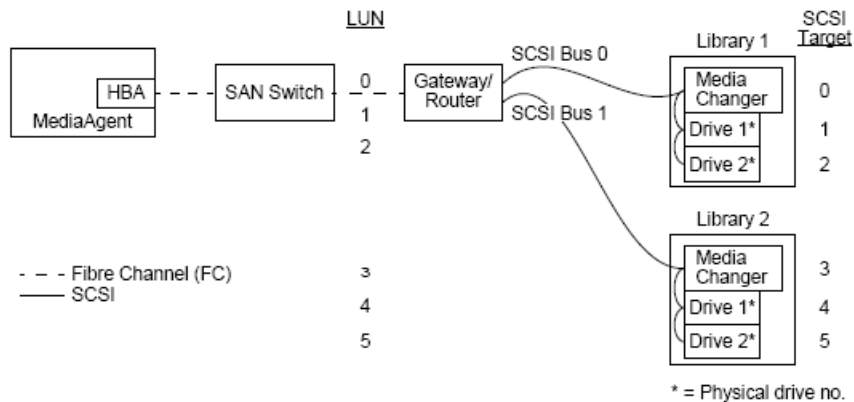 LUN
SCSI
Target
SCSI Bus 0
Library 1
HBA
MediaAgent
SAN Switch
0
1
2
Gateway/
Router
SCSI Bus 1
Media
Changer
0
Drive 1*
1
Drive 2*
2
Library 2
- - - Fibre Channel (FC)
SCSI
3
4
5
Media
Changer
3
Drive 1*
4
Drive 2*
5
* = Physical drive no.